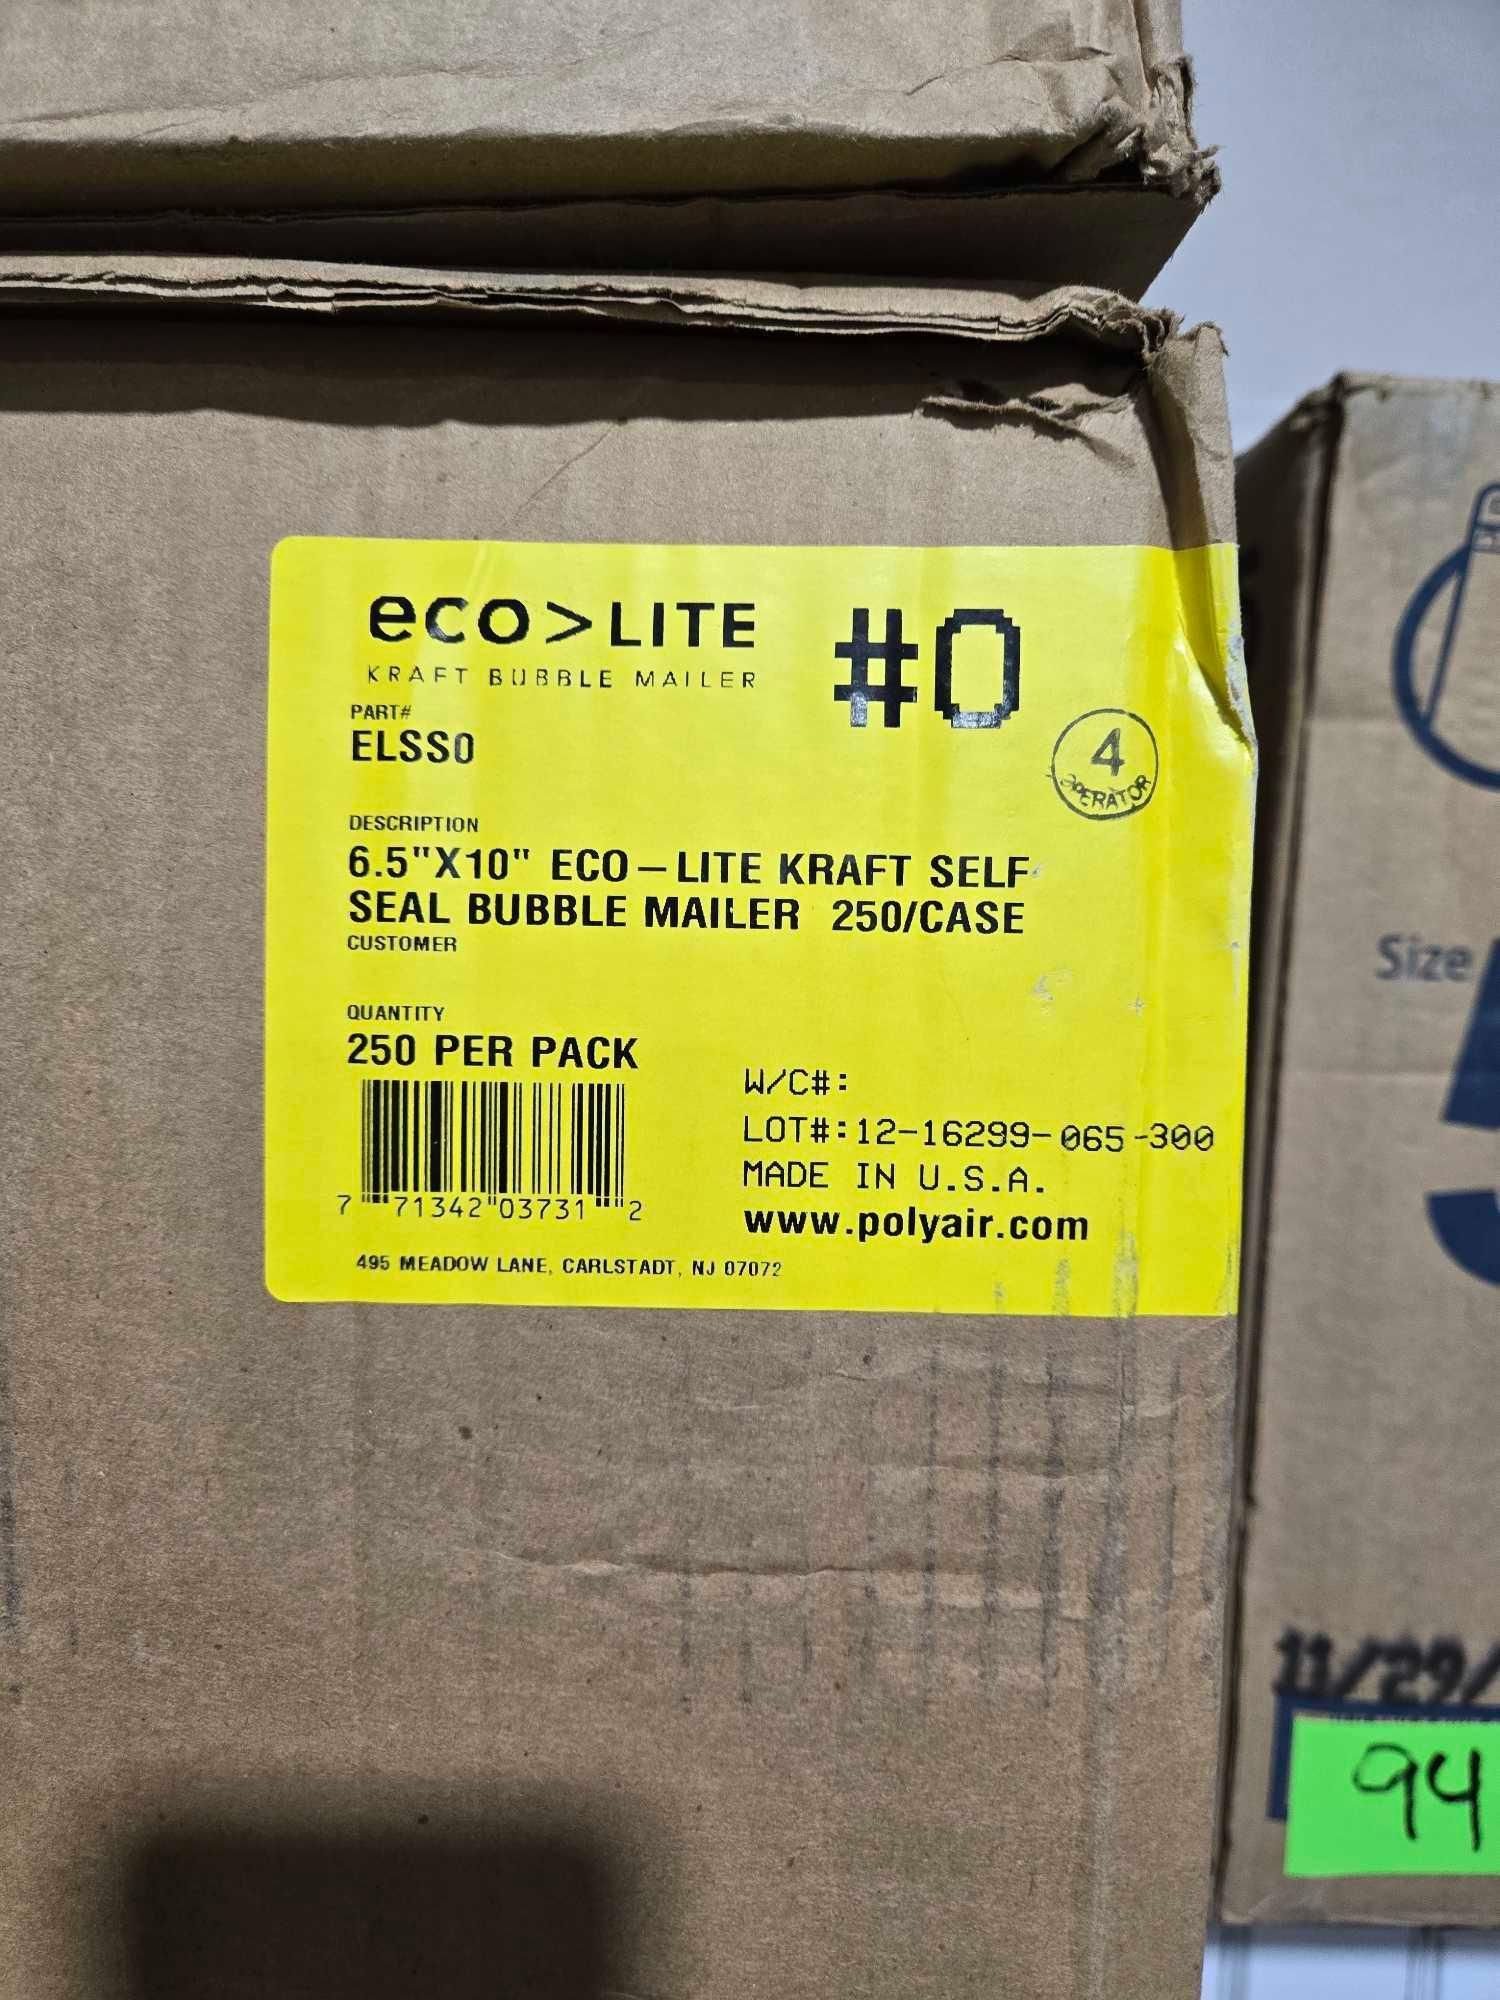 eco>LITE #0
KRAFT BUBBLE MAILER
PART#
ELSS0
4
OPERATOR
DESCRIPTION
6.5"X10" ECO-LITE KRAFT SELF-
SEAL BUBBLE MAILER 250/CASE
CUSTOMER
QUANTITY
250 PER PACK
7 71342 03731 2
W/C#:
LOT#:12-16299-065-300
MADE IN U.S.A.
www.polyair.com
495 MEADOW LANE, CARLSTADT, NJ 07072
Size
11/29/
94